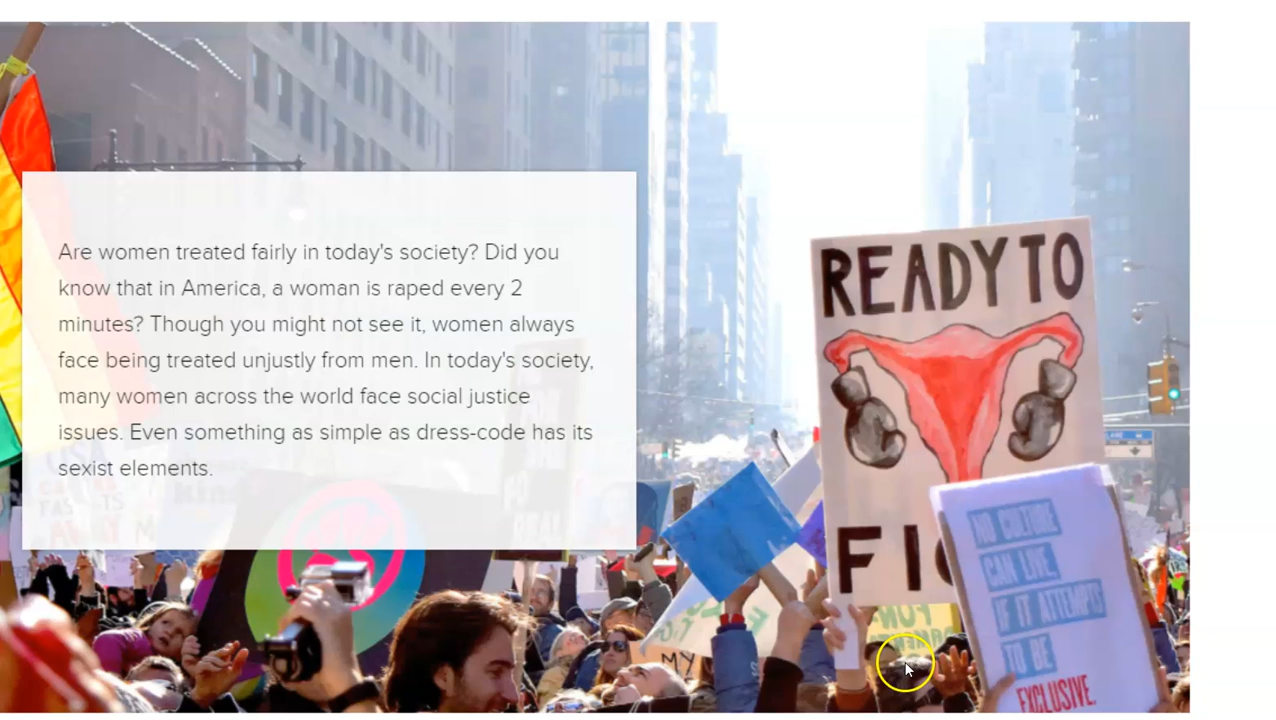 Are women treated fairly in today's society? Did you
know that in America, a woman is raped every 2
minutes? Though you might not see it, women always
face being treated unjustly from men. In today's society,
many women across the world face social justice
issues. Even something as simple as dress-code has its
sexist elements.
READY TO
NO CULTURE
CAN LIVE
IF IT ATTEMPTS
TO BE
EXCLUSIVE.
MY